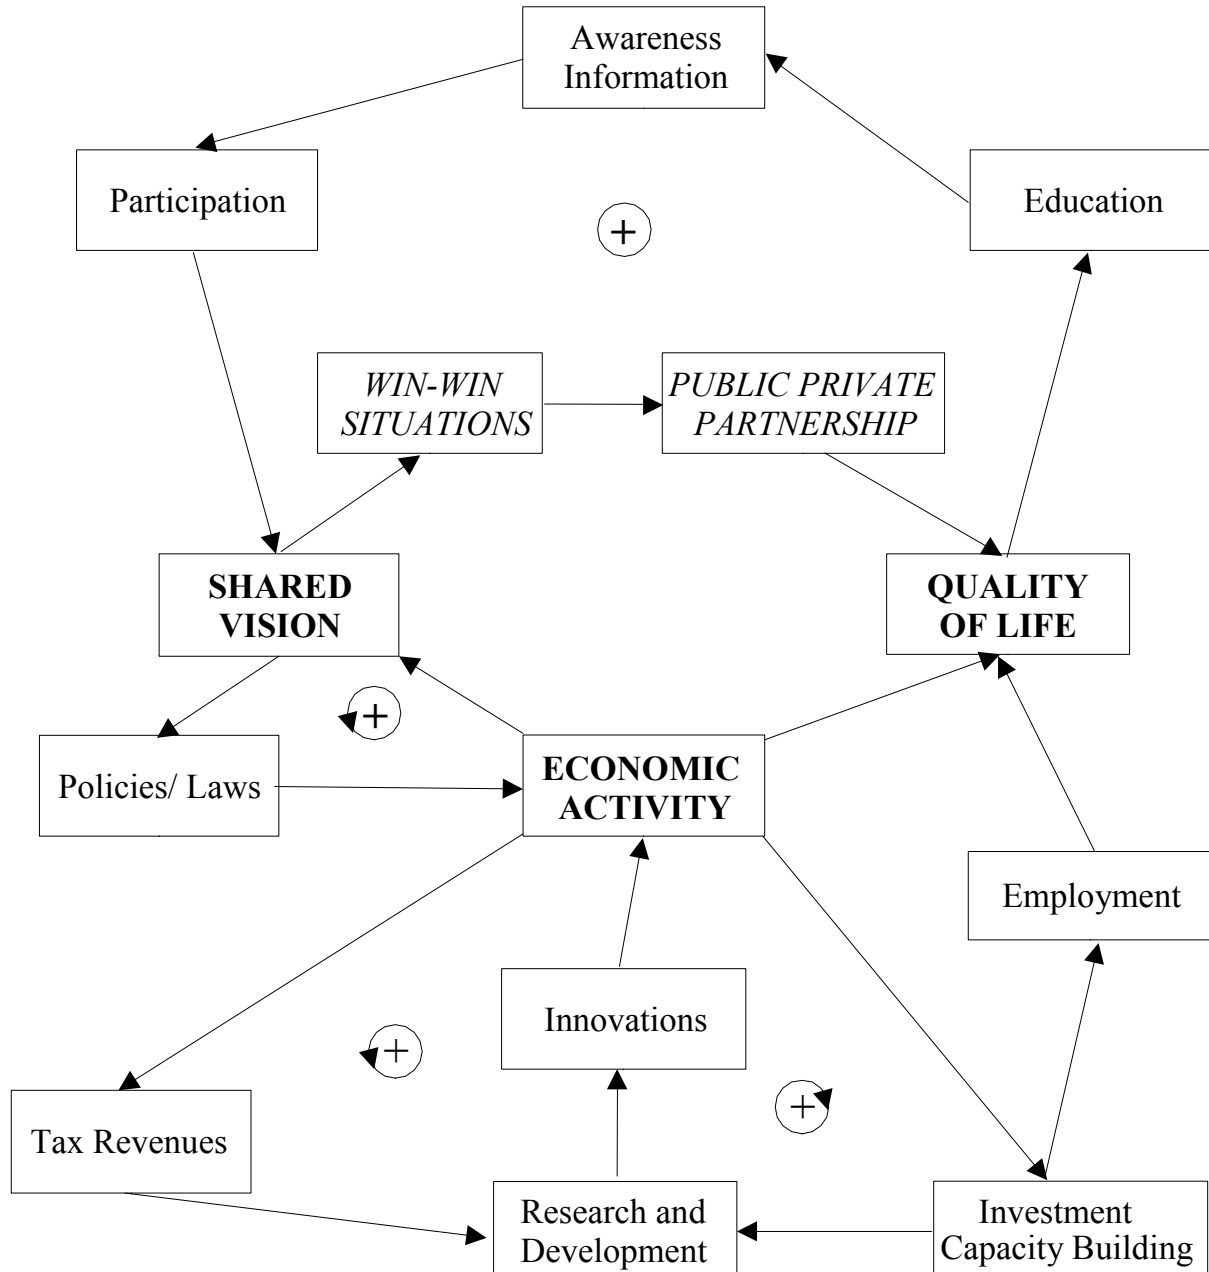 Awareness
Information
Participation
Education
+
WIN-WIN
SITUATIONS
PUBLIC PRIVATE
PARTNERSHIP
SHARED
VISION
QUALITY
OF LIFE
+
Policies/ Laws
ECONOMIC
ACTIVITY
Employment
Innovations
+
+
Tax Revenues
Research and
Development
Investment
Capacity Building